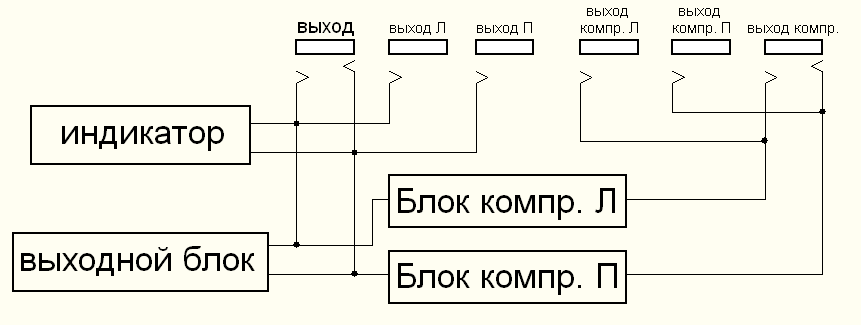 выход
выход Л
выход П
выход
компр. Л
выход
компр. П
выход компр.
индикатор
Блок компр. Л
выходной блок
Блок компр. П